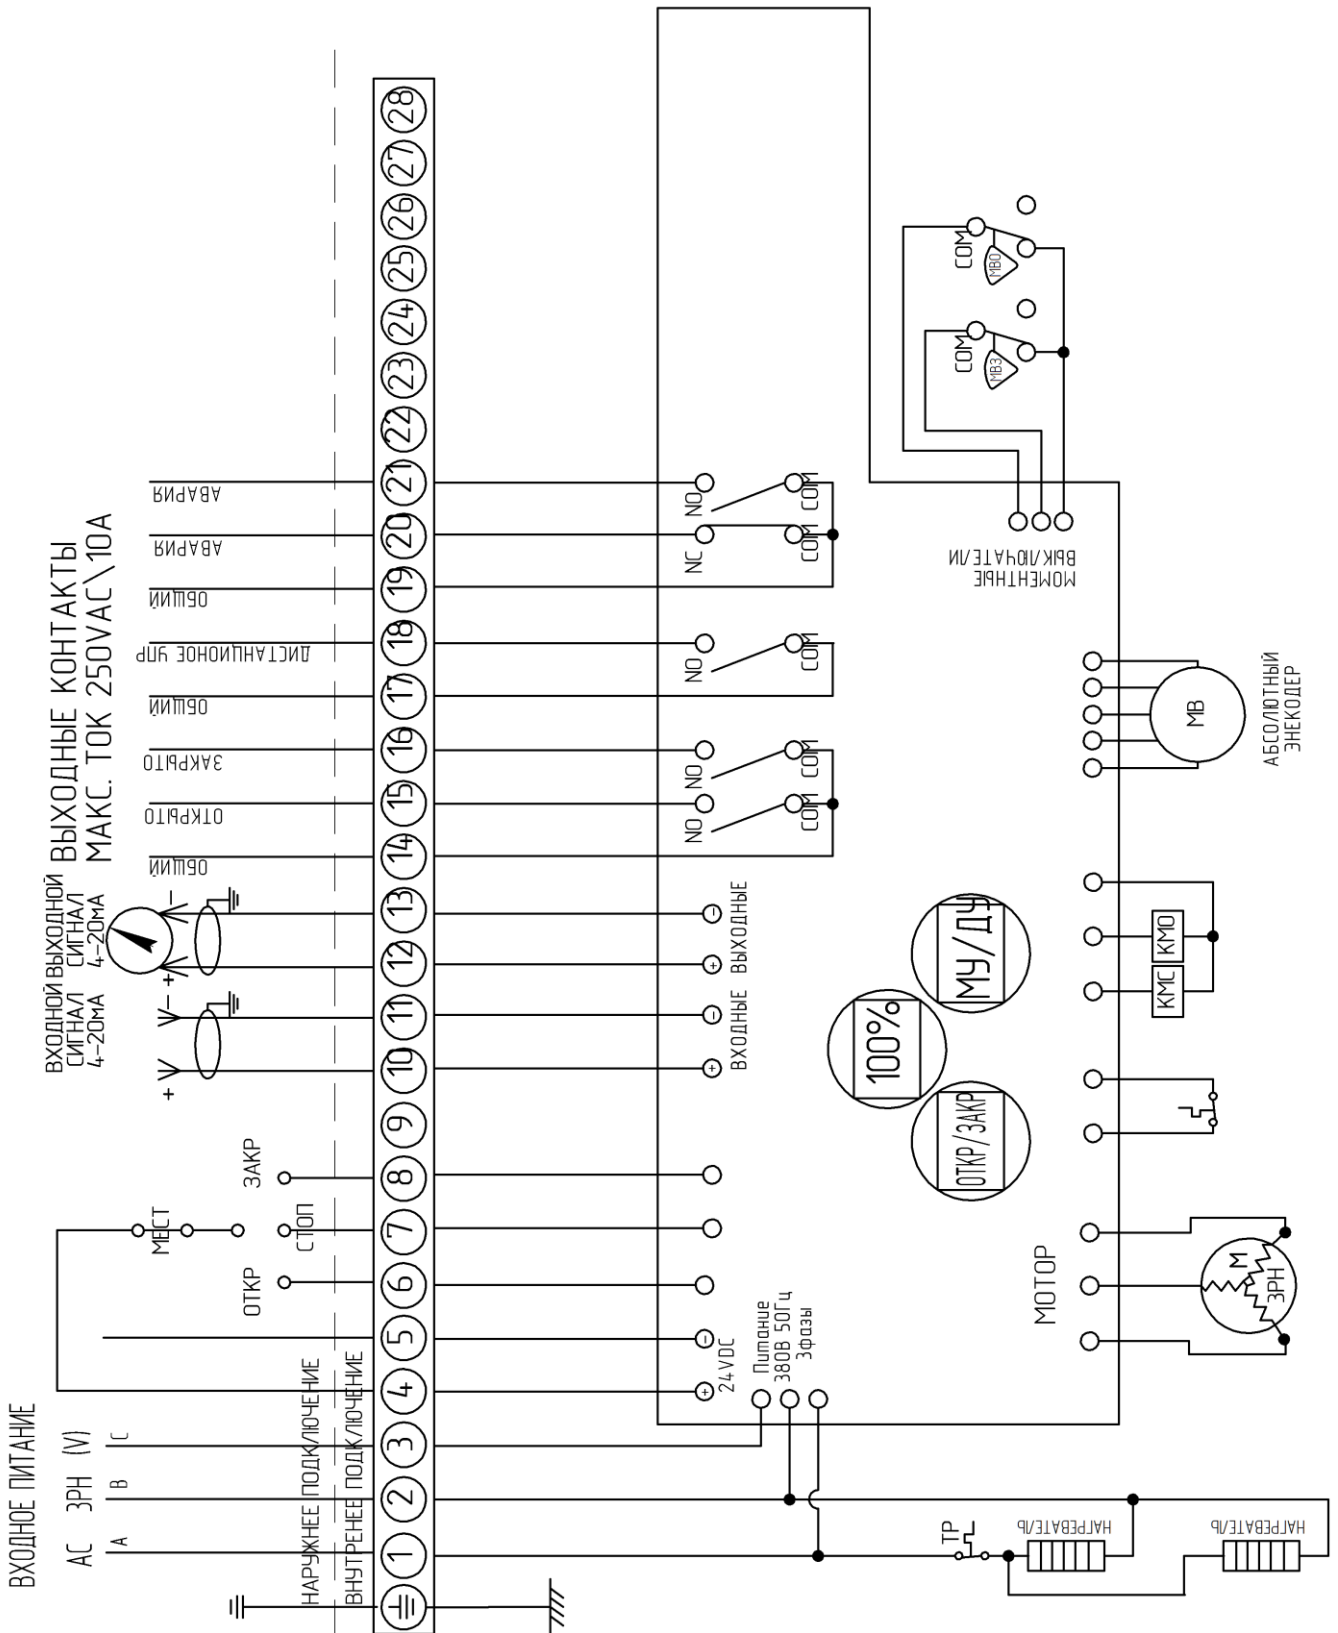 ВХОДНОЕ ПИТАНИЕ
AC 3PH (V)
A
B
C
НАРУЖНЕЕ ПОДКЛЮЧЕНИЕ
ВНУТРЕНЕЕ ПОДКЛЮЧЕНИЕ
ОТКР
СТОП
ЗАКР
МЕСТ
ВХОДНОЙ
СИГНАЛ
4-20мА
+
-
ВЫХОДНОЙ
СИГНАЛ
4-20мА
+
-
ВЫХОДНЫЕ КОНТАКТЫ
МАКС. ТОК 250VAC\10A
ОБЩИЙ
ОТКРЫТО
ЗАКРЫТО
ОБЩИЙ
ДИСТАНЦИОНОЕ УПР
ОБЩИЙ
АВАРИЯ
АВАРИЯ
1
2
3
4
5
6
7
8
9
10
11
12
13
14
15
16
17
18
19
20
21
22
23
24
25
26
27
28
+
-
24VDC
Питание
380В 50Гц
3фазы
+
-
ВХОДНЫЕ
+
-
ВЫХОДНЫЕ
NO
COM
NO
COM
NO
COM
NC
COM
NO
COM
ОТКР/ЗАКР
100%
МУ/ДУ
МОМЕНТНЫЕ
ВЫКЛЮЧАТЕЛИ
COM
МВЗ
COM
МВО
ТР
НАГРЕВАТЕЛЬ
НАГРЕВАТЕЛЬ
МОТОР
М
3PH
КМС
КМО
МВ
АБСОЛЮТНЫЙ
ЭНЕКОДЕР